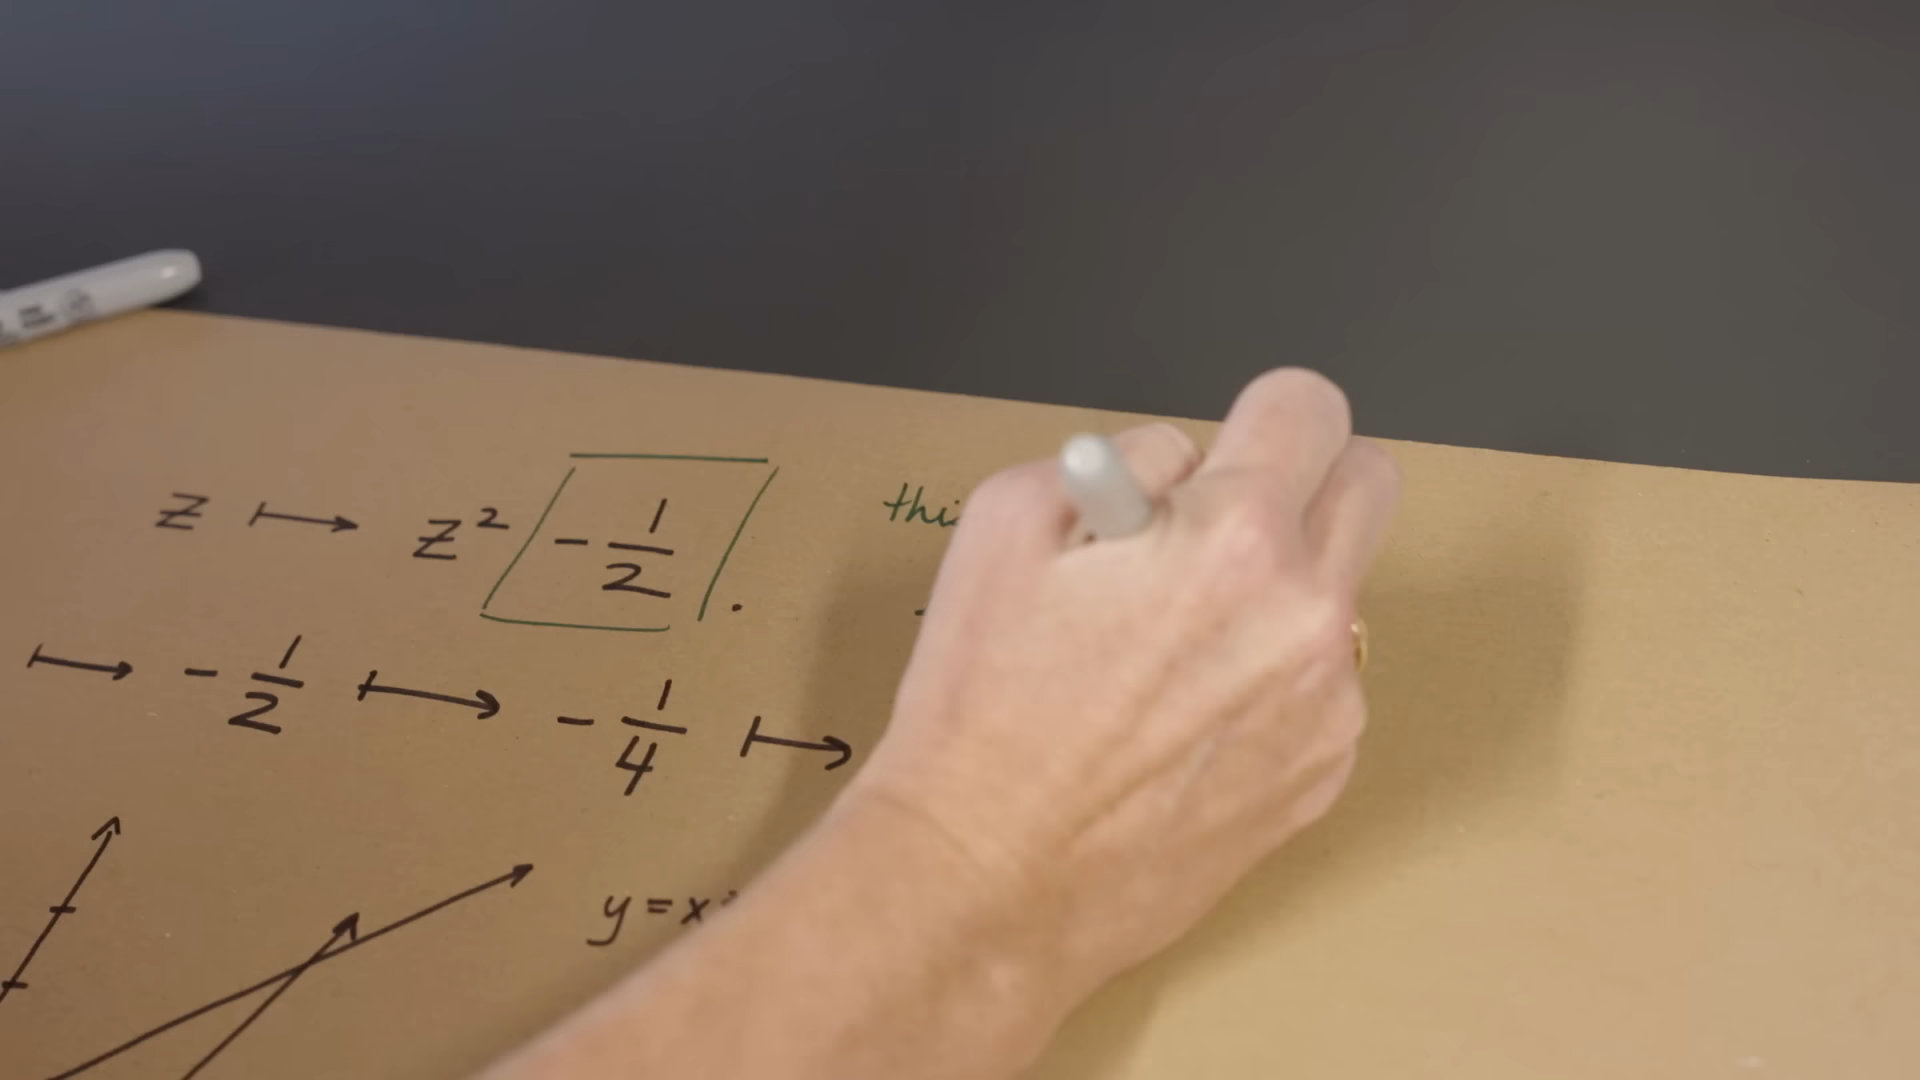 z ↦ z² - 1/2 .
↦ - 1/2 ↦ - 1/4 ↦
y = x